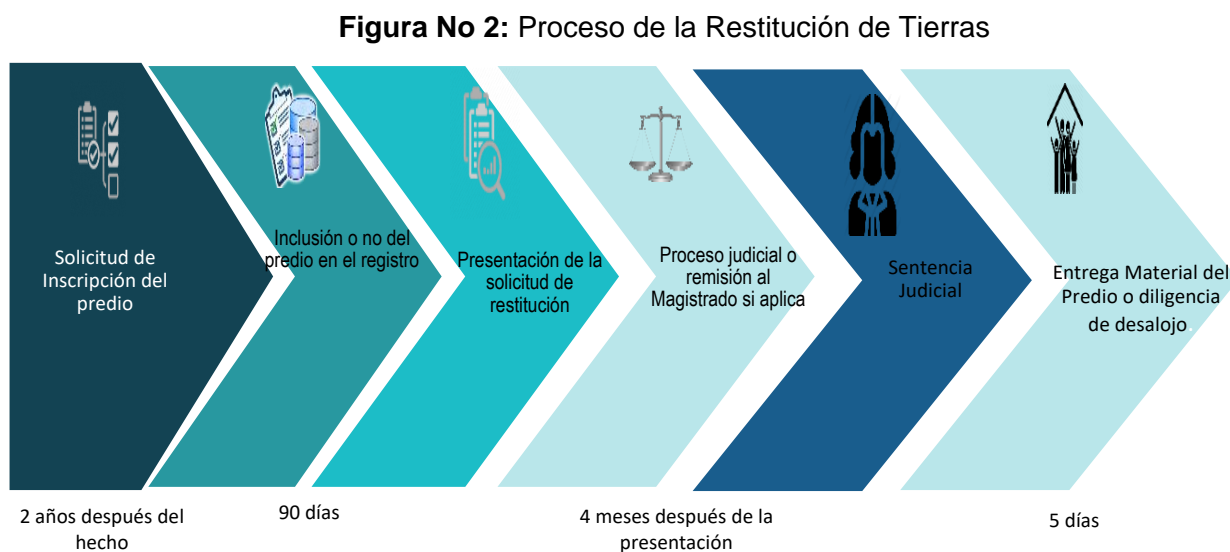 Figura No 2: Proceso de la Restitución de Tierras
Solicitud de
Inscripción del
predio
Inclusión o no del
predio en el registro
Presentación de la
solicitud de
restitución
Proceso judicial o
remisión al
Magistrado si aplica
Sentencia
Judicial
Entrega Material del
Predio o diligencia
de desalojo.
2 años después del
hecho
90 días
4 meses después de la
presentación
5 días